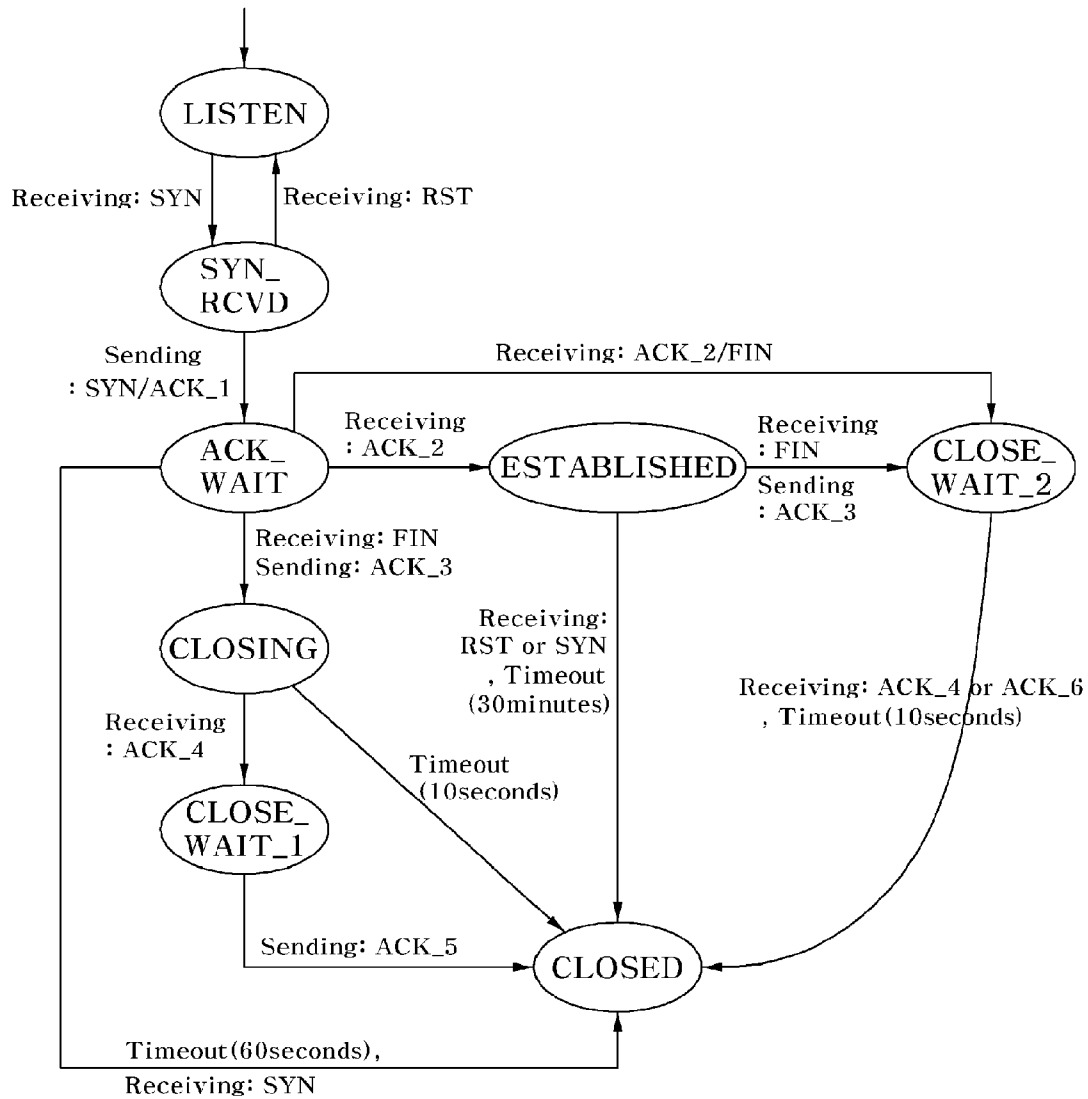 LISTEN
Receiving: SYN
Receiving: RST
SYN_
RCVD
Sending
: SYN/ACK_1
Receiving: ACK_2/FIN
ACK_
WAIT
Receiving
: ACK_2
ESTABLISHED
Receiving
: FIN
Sending
: ACK_3
CLOSE_
WAIT_2
Receiving: FIN
Sending: ACK_3
CLOSING
Receiving:
RST or SYN
, Timeout
(30minutes)
Receiving: ACK_4 or ACK_6
, Timeout(10seconds)
Receiving
: ACK_4
Timeout
(10seconds)
CLOSE_
WAIT_1
Sending: ACK_5
CLOSED
Timeout(60seconds),
Receiving: SYN